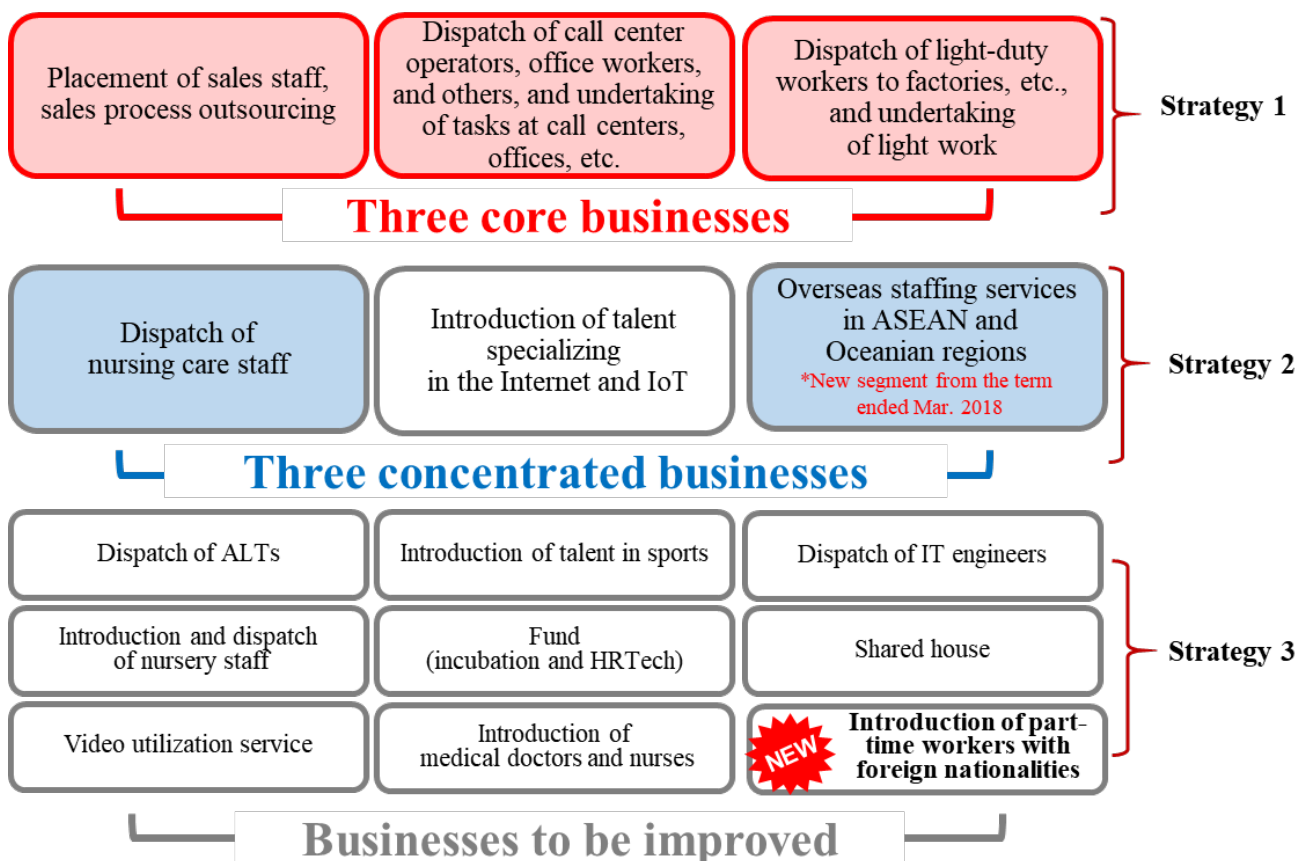 Placement of sales staff,
sales process outsourcing
Dispatch of call center
operators, office workers,
and others, and undertaking
of tasks at call centers,
offices, etc.
Dispatch of light-duty
workers to factories, etc.,
and undertaking
of light work
Strategy 1
Three core businesses
Dispatch of
nursing care staff
Introduction of talent
specializing
in the Internet and IoT
Overseas staffing services
in ASEAN and
Oceanian regions
*New segment from the term
ended Mar. 2018
Strategy 2
Three concentrated businesses
Dispatch of ALTs
Introduction of talent in sports
Dispatch of IT engineers
Introduction and dispatch
of nursery staff
Fund
(incubation and HRTech)
Shared house
Strategy 3
Video utilization service
Introduction of
medical doctors and nurses
NEW
Introduction of part-
time workers with
foreign nationalities
Businesses to be improved